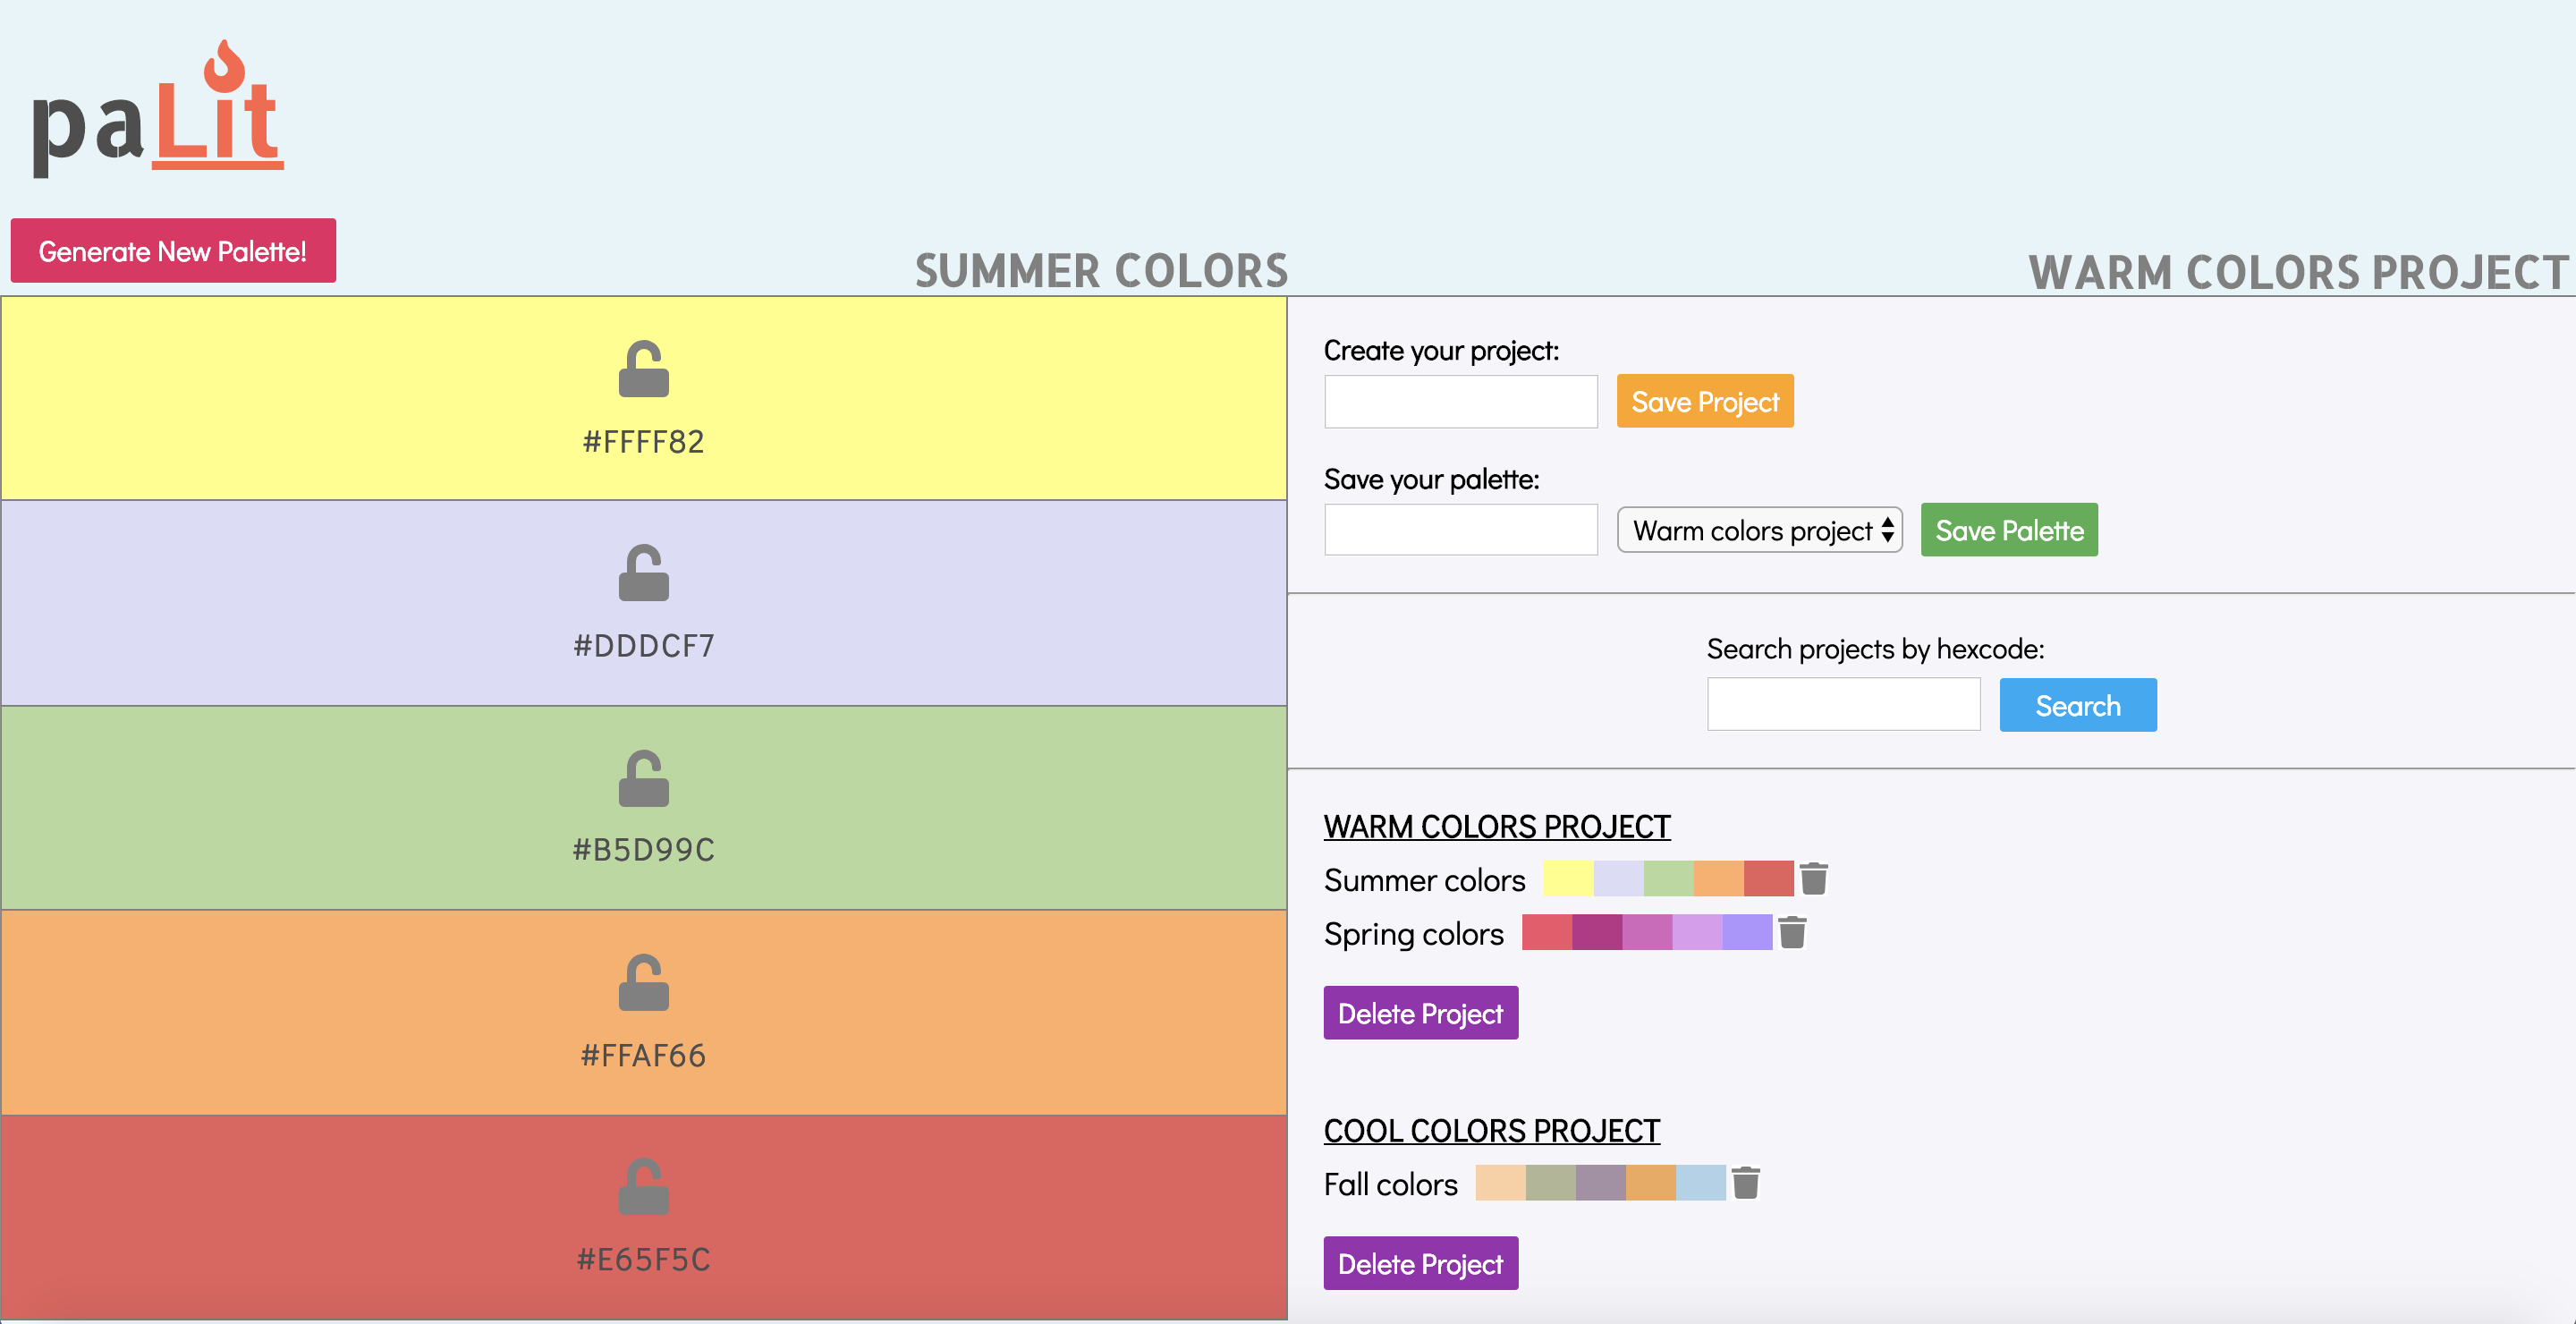 paLit
Generate New Palette!
SUMMER COLORS
WARM COLORS PROJECT
#FFFF82
#DDDCF7
#B5D99C
#FFAF66
#E65F5C
Create your project:
Save Project
Save your palette:
Warm colors project
Save Palette
Search projects by hexcode:
Search
WARM COLORS PROJECT
Summer colors
Spring colors
Delete Project
COOL COLORS PROJECT
Fall colors
Delete Project